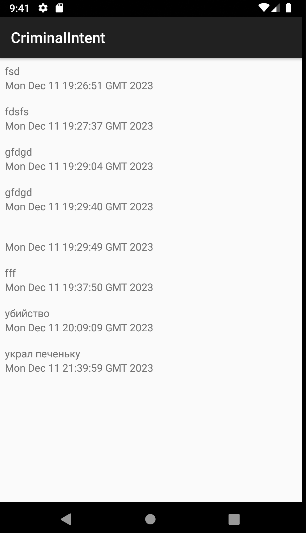 9:41
CriminalIntent
fsd
Mon Dec 11 19:26:51 GMT 2023
fdsfs
Mon Dec 11 19:27:37 GMT 2023
gfdgd
Mon Dec 11 19:29:04 GMT 2023
gfdgd
Mon Dec 11 19:29:40 GMT 2023
Mon Dec 11 19:29:49 GMT 2023
fff
Mon Dec 11 19:37:50 GMT 2023
убийство
Mon Dec 11 20:09:09 GMT 2023
украл печеньку
Mon Dec 11 21:39:59 GMT 2023